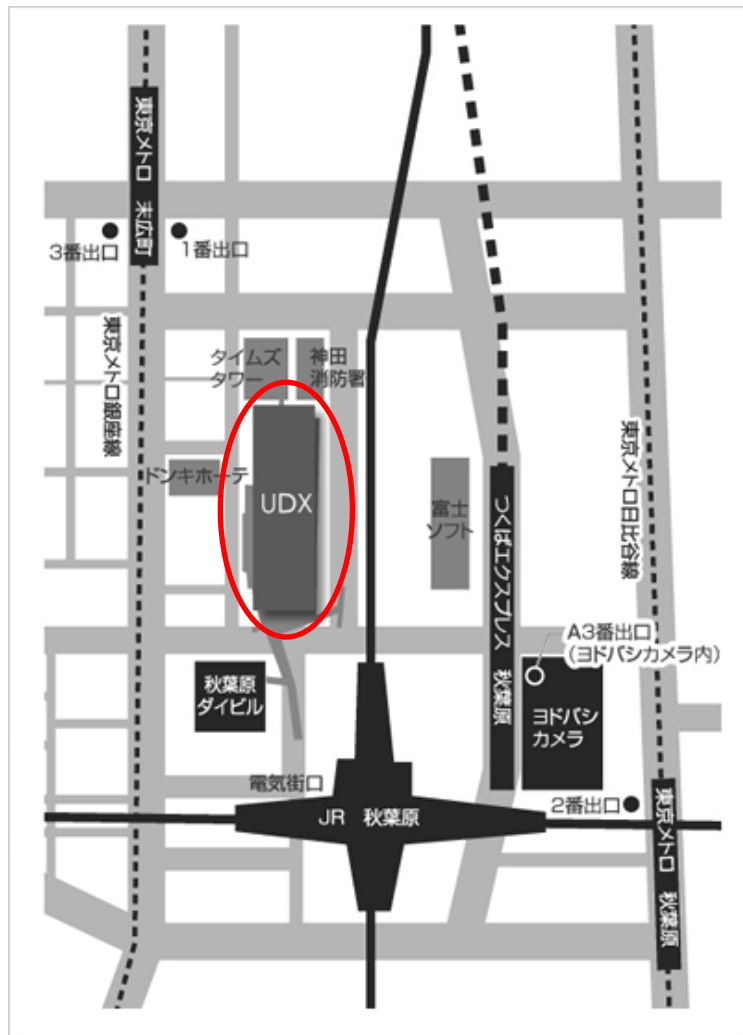 東京メトロ 末広町
3番出口
1番出口
東京メトロ銀座線
タイムズ
タワー
神田
消防署
ドンキホーテ
UDX
富士
ソフト
つくばエクスプレス 秋葉原
東京メトロ日比谷線
A3番出口
(ヨドバシカメラ内)
秋葉原
ダイビル
ヨドバシ
カメラ
電気街口
JR 秋葉原
2番出口
東京メトロ 秋葉原